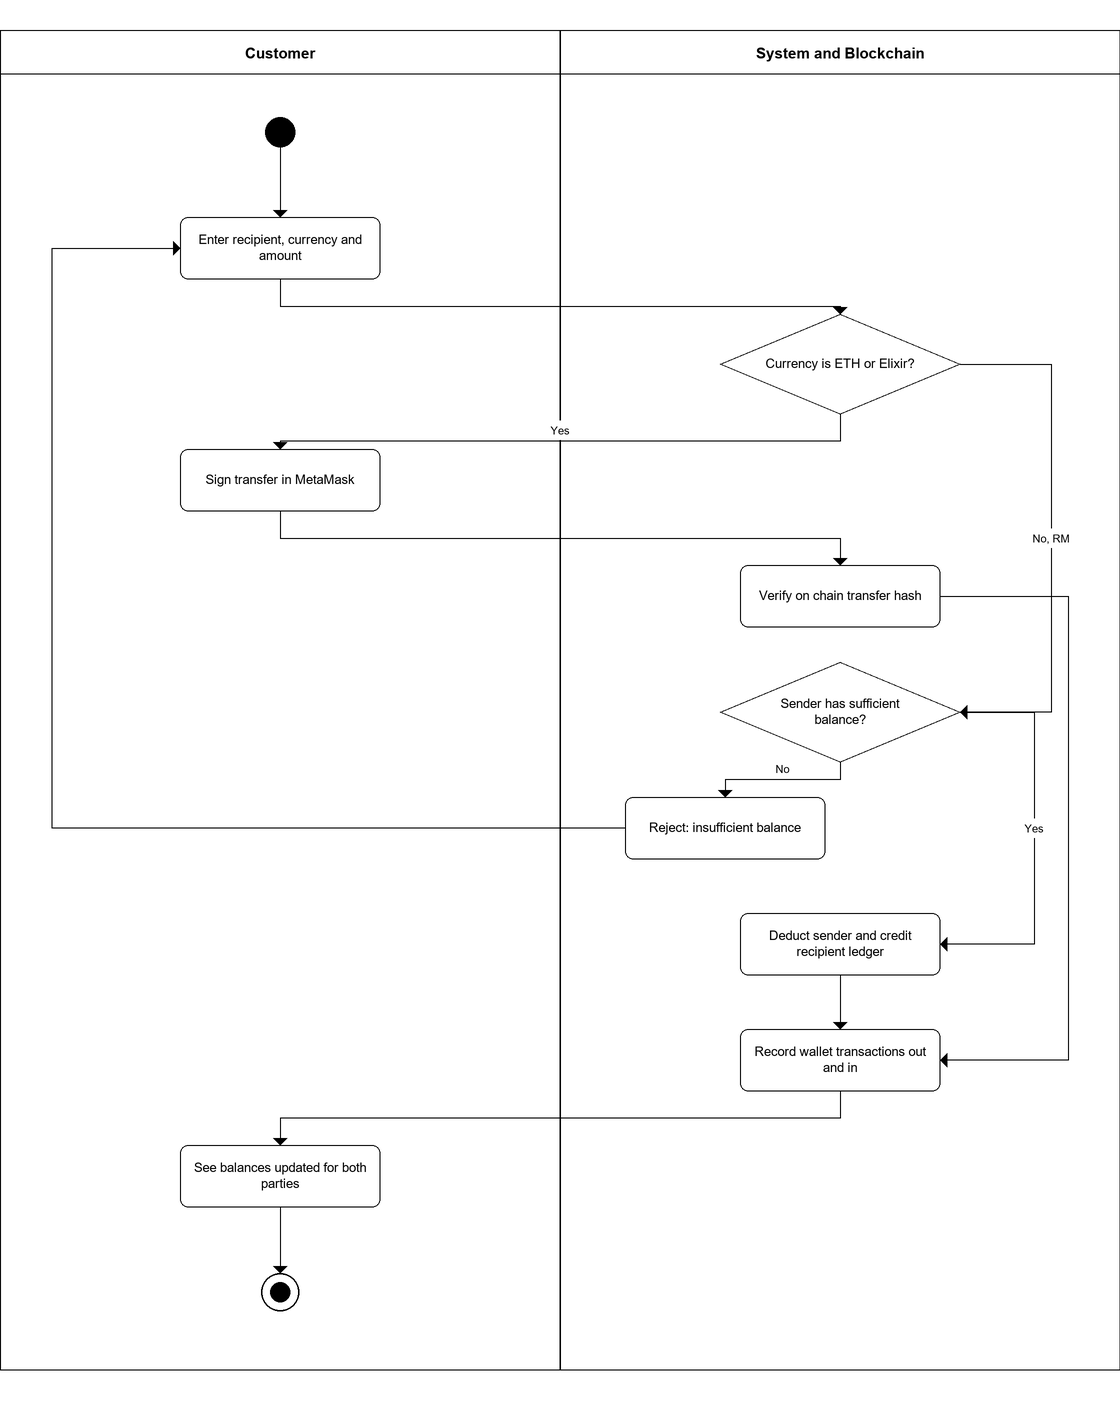 Customer
System and Blockchain
Enter recipient, currency and
amount
Currency is ETH or Elixir?
Yes
Sign transfer in MetaMask
No, RM
Verify on chain transfer hash
Sender has sufficient
balance?
No
Reject: insufficient balance
Yes
Deduct sender and credit
recipient ledger
Record wallet transactions out
and in
See balances updated for both
parties